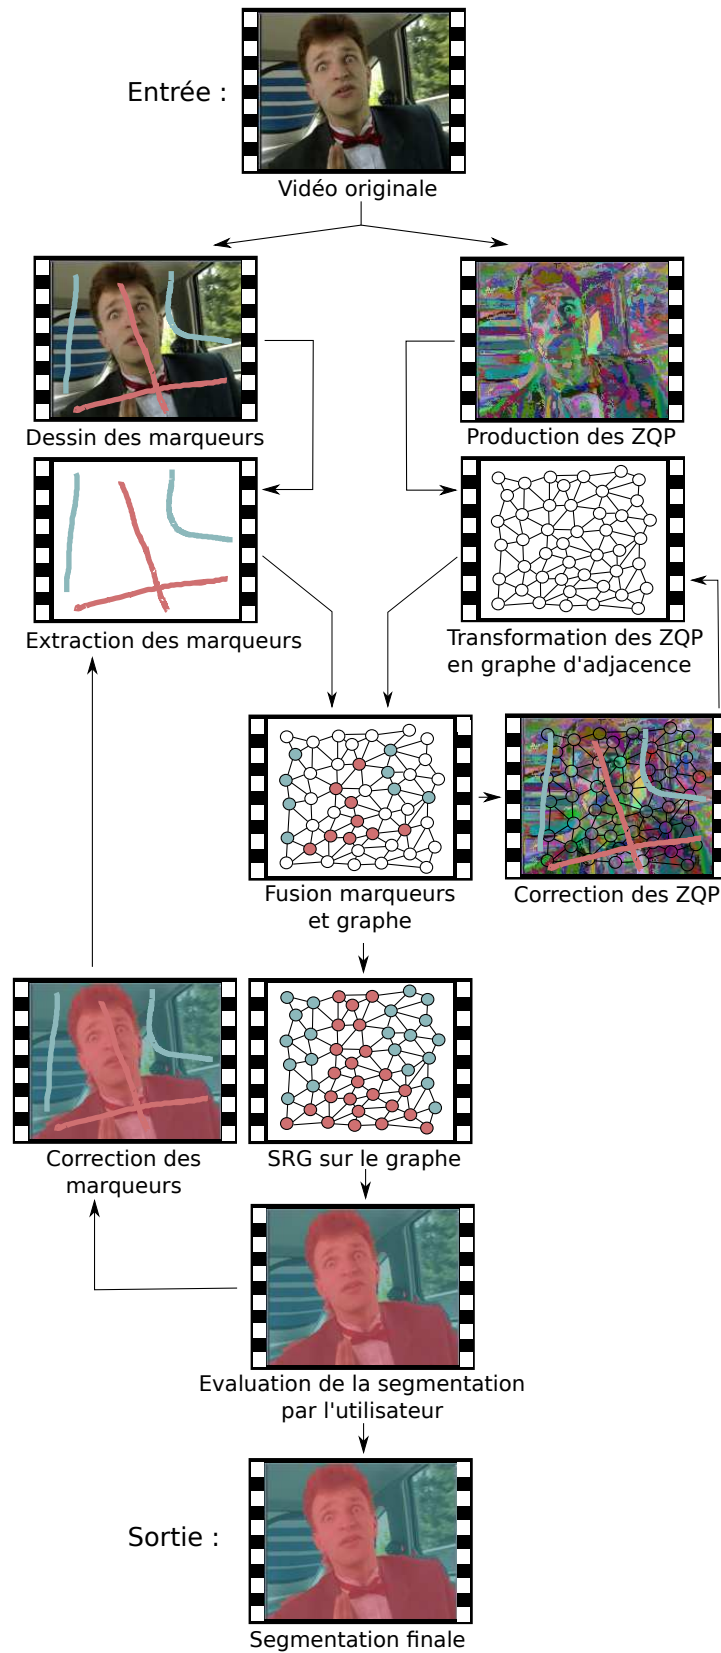 Entrée :
Vidéo originale
Dessin des marqueurs
Production des ZQP
Extraction des marqueurs
Transformation des ZQP
en graphe d'adjacence
Fusion marqueurs
et graphe
Correction des ZQP
Correction des
marqueurs
SRG sur le graphe
Evaluation de la segmentation
par l'utilisateur
Sortie :
Segmentation finale